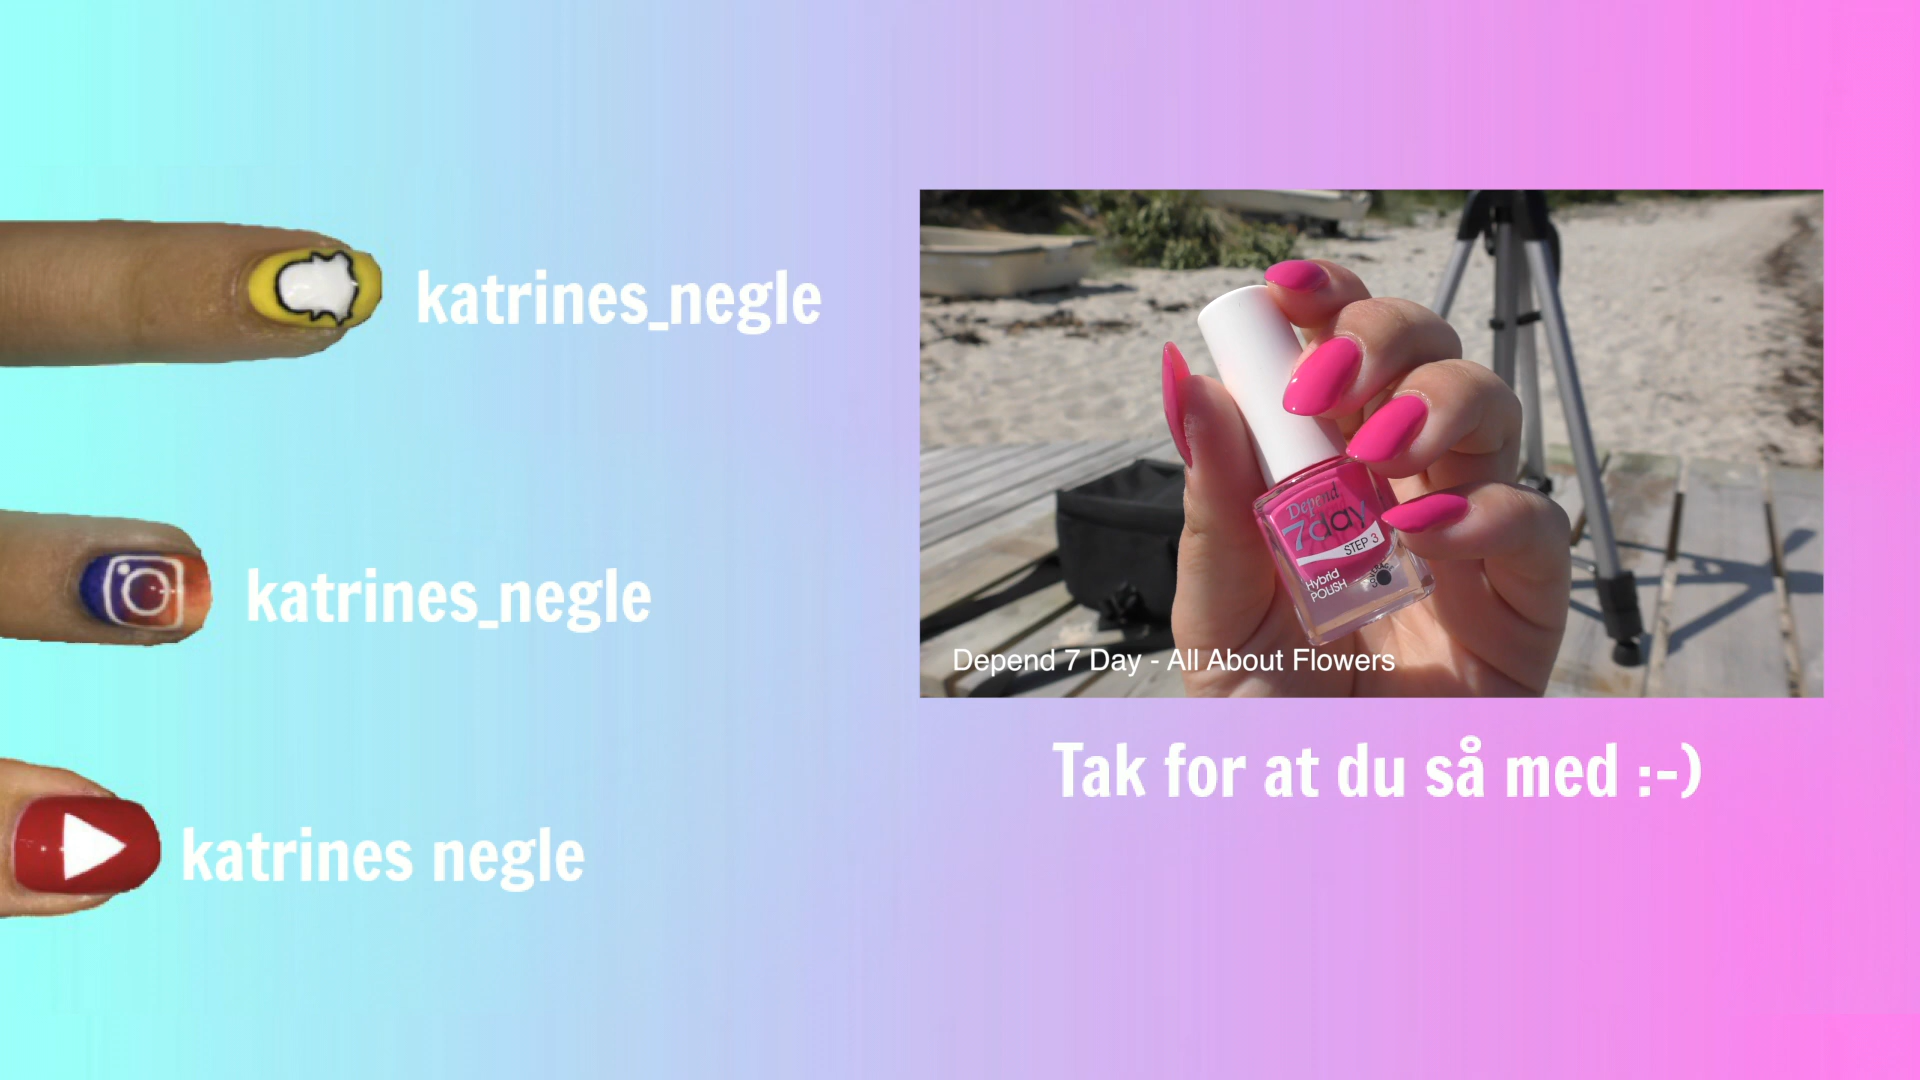 katrines_negle
katrines_negle
katrines negle
Depend
7day
STEP 3
Hybrid
POLISH
Depend 7 Day - All About Flowers
Tak for at du så med :-)